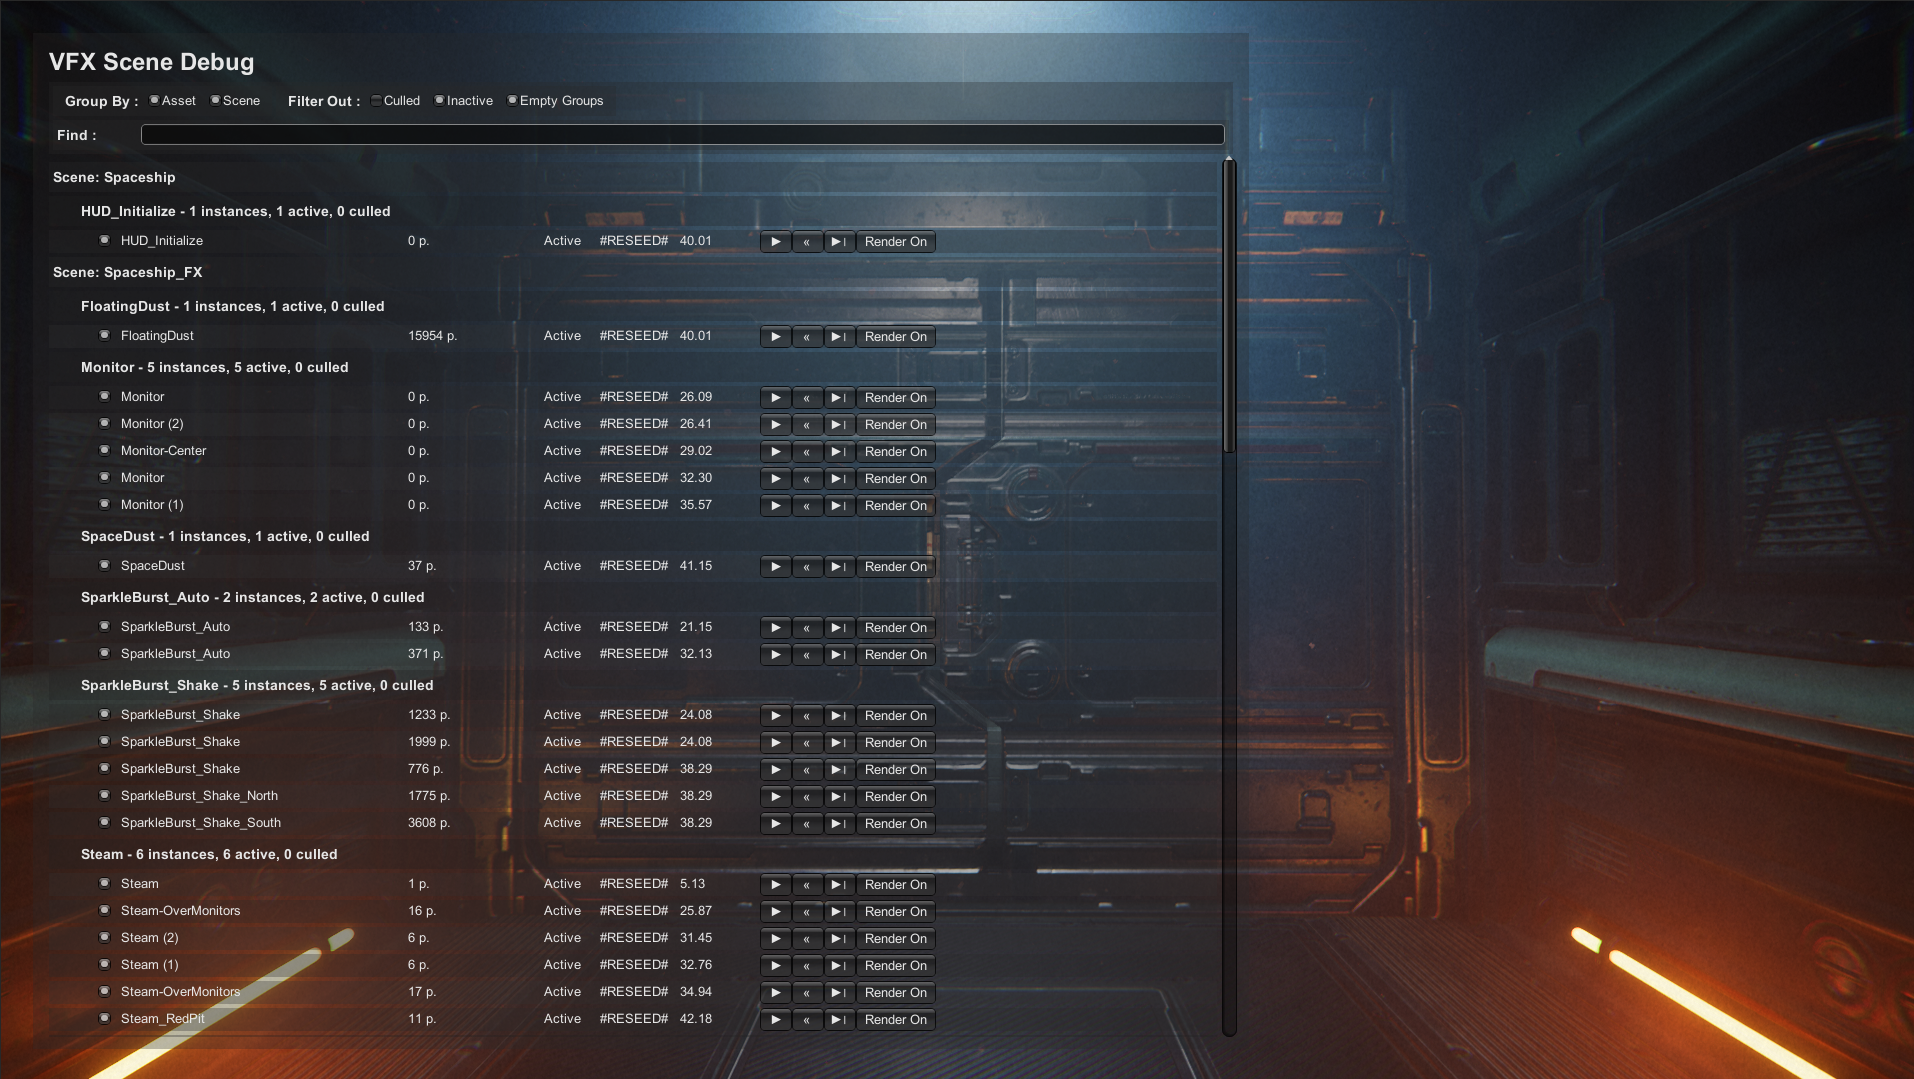 VFX Scene Debug
Group By : Asset Scene Filter Out : Culled Inactive Empty Groups
Find :
Scene: Spaceship
HUD_Initialize - 1 instances, 1 active, 0 culled
HUD_Initialize 0 p. Active #RESEED# 40.01 ▶ « ▶| Render On
Scene: Spaceship_FX
FloatingDust - 1 instances, 1 active, 0 culled
FloatingDust 15954 p. Active #RESEED# 40.01 ▶ « ▶| Render On
Monitor - 5 instances, 5 active, 0 culled
Monitor 0 p. Active #RESEED# 26.09 ▶ « ▶| Render On
Monitor (2) 0 p. Active #RESEED# 26.41 ▶ « ▶| Render On
Monitor-Center 0 p. Active #RESEED# 29.02 ▶ « ▶| Render On
Monitor 0 p. Active #RESEED# 32.30 ▶ « ▶| Render On
Monitor (1) 0 p. Active #RESEED# 35.57 ▶ « ▶| Render On
SpaceDust - 1 instances, 1 active, 0 culled
SpaceDust 37 p. Active #RESEED# 41.15 ▶ « ▶| Render On
SparkleBurst_Auto - 2 instances, 2 active, 0 culled
SparkleBurst_Auto 133 p. Active #RESEED# 21.15 ▶ « ▶| Render On
SparkleBurst_Auto 371 p. Active #RESEED# 32.13 ▶ « ▶| Render On
SparkleBurst_Shake - 5 instances, 5 active, 0 culled
SparkleBurst_Shake 1233 p. Active #RESEED# 24.08 ▶ « ▶| Render On
SparkleBurst_Shake 1999 p. Active #RESEED# 24.08 ▶ « ▶| Render On
SparkleBurst_Shake 776 p. Active #RESEED# 38.29 ▶ « ▶| Render On
SparkleBurst_Shake_North 1775 p. Active #RESEED# 38.29 ▶ « ▶| Render On
SparkleBurst_Shake_South 3608 p. Active #RESEED# 38.29 ▶ « ▶| Render On
Steam - 6 instances, 6 active, 0 culled
Steam 1 p. Active #RESEED# 5.13 ▶ « ▶| Render On
Steam-OverMonitors 16 p. Active #RESEED# 25.87 ▶ « ▶| Render On
Steam (2) 6 p. Active #RESEED# 31.45 ▶ « ▶| Render On
Steam (1) 6 p. Active #RESEED# 32.76 ▶ « ▶| Render On
Steam-OverMonitors 17 p. Active #RESEED# 34.94 ▶ « ▶| Render On
Steam_RedPit 11 p. Active #RESEED# 42.18 ▶ « ▶| Render On